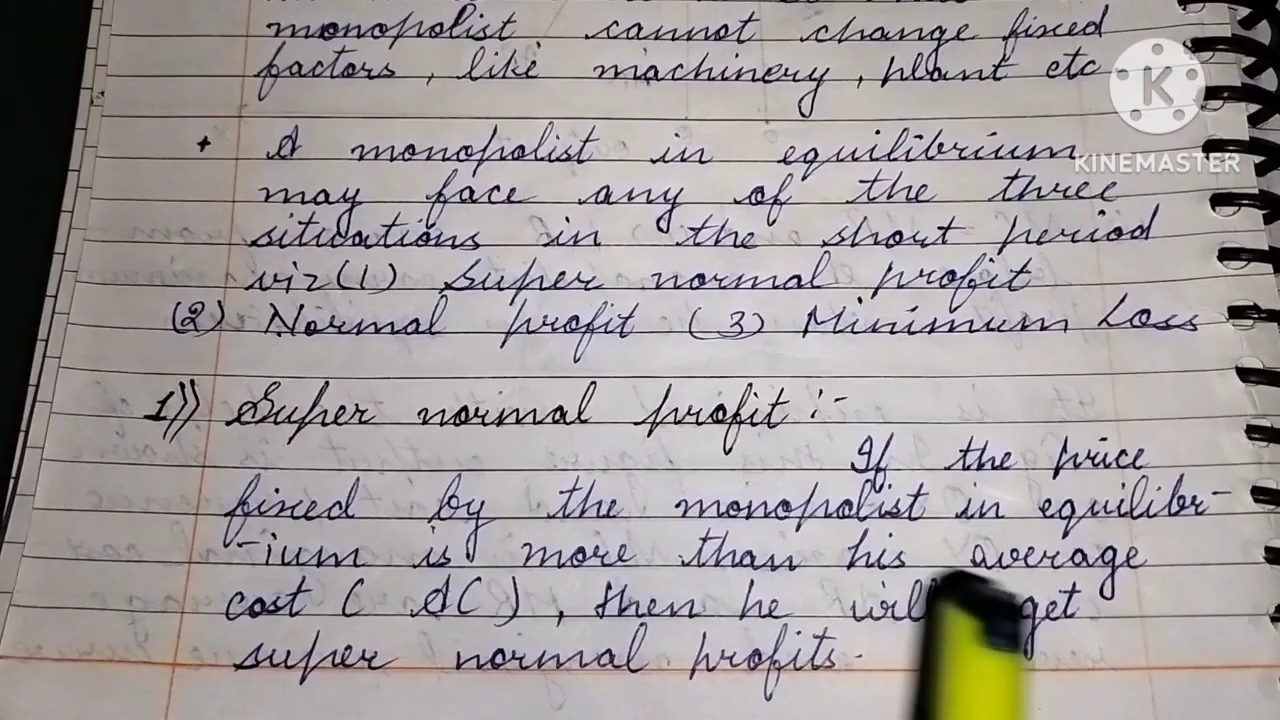 monopolist cannot change fixed
factors, like machinery, plant etc
K
KINEMASTER
+ A monopolist in equilibrium
may face any of the three
situations in the short period
viz (1) Super normal profit
(2) Normal profit (3) Minimum Loss
1)) Super normal profit :-
If the price
fixed by the monopolist in equilibr-
-ium is more than his average
cost (AC), then he will get
super normal profits.